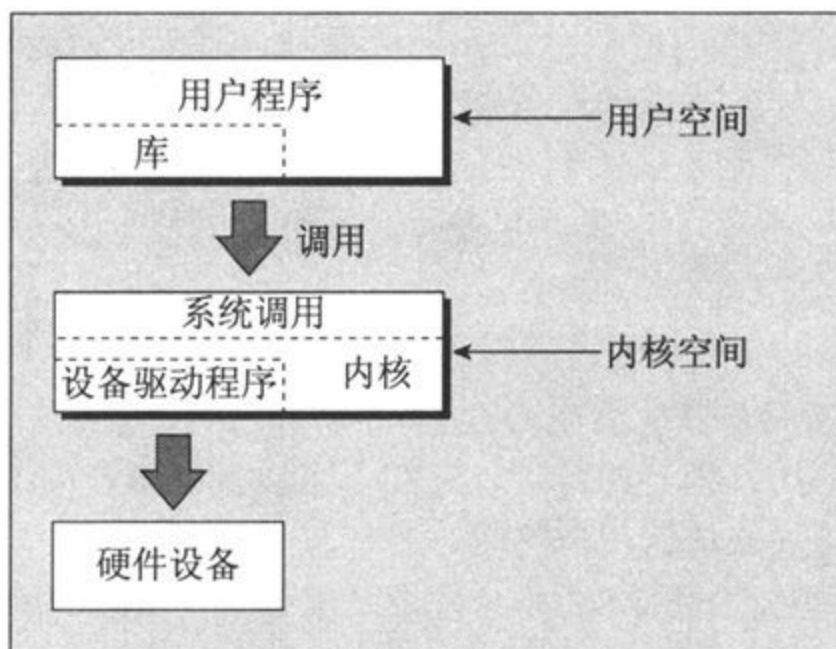 用户程序
用户空间
库
调用
系统调用
内核空间
设备驱动程序
内核
硬件设备